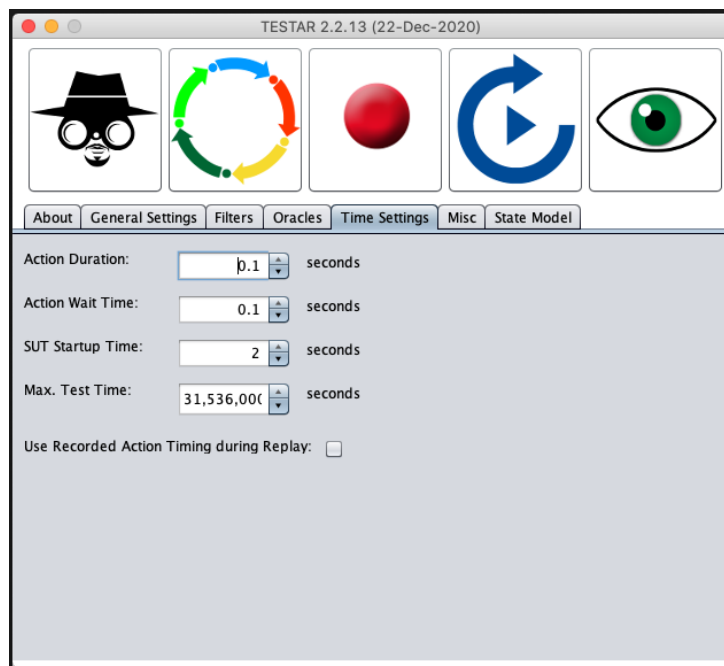 TESTAR 2.2.13 (22-Dec-2020)
About General Settings Filters Oracles Time Settings Misc State Model
Action Duration: 0.1 seconds
Action Wait Time: 0.1 seconds
SUT Startup Time: 2 seconds
Max. Test Time: 31,536,00 seconds
Use Recorded Action Timing during Replay: